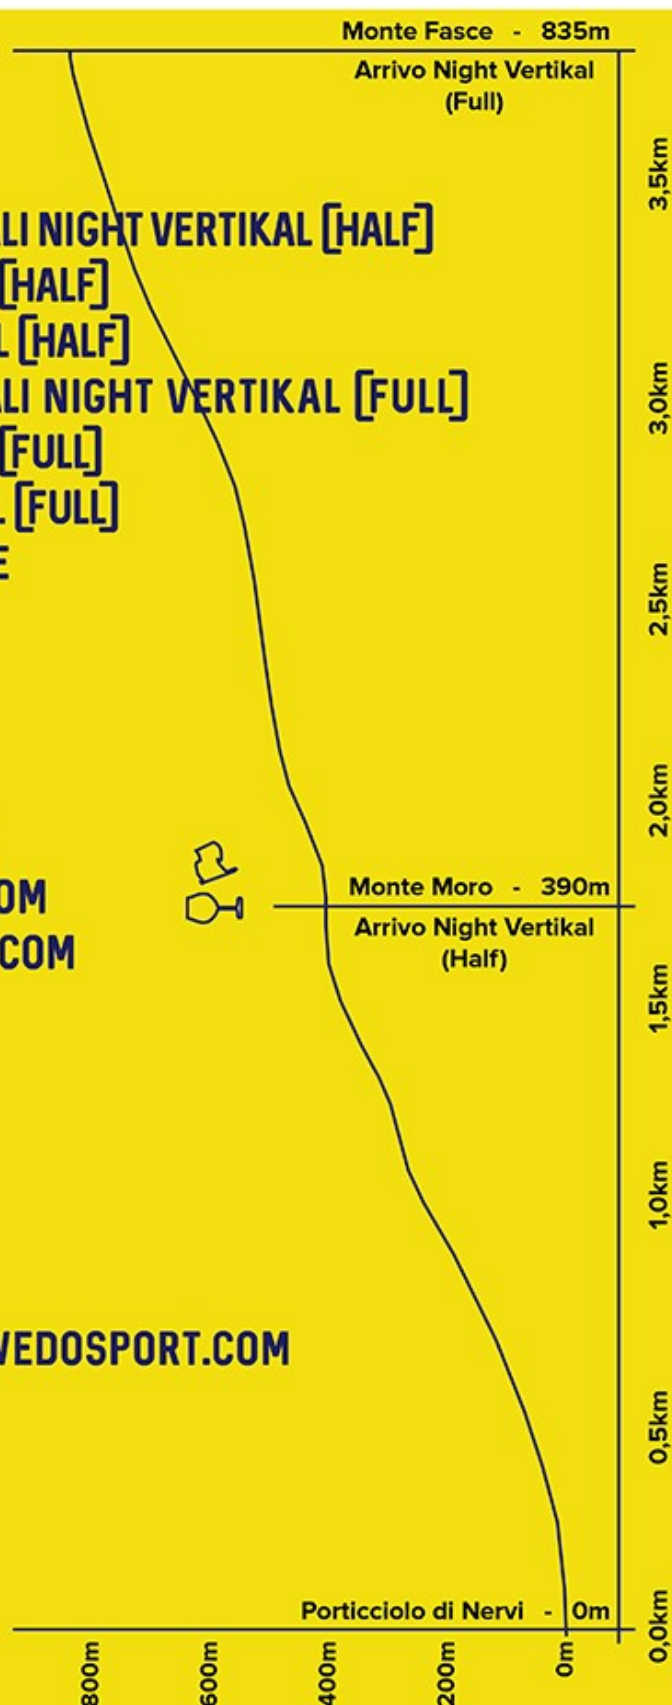 Monte Fasce - 835m
Arrivo Night Vertikal
(Full)
3,5km
LI NIGHT VERTIKAL [HALF]
[HALF]
L [HALF]
3,0km
ALI NIGHT VERTIKAL [FULL]
[FULL]
L [FULL]
E
2,5km
2,0km
Monte Moro - 390m
OM
Arrivo Night Vertikal
(Half)
COM
1,5km
1,0km
VEDOSPORT.COM
0,5km
Porticciolo di Nervi - 0m
0,0km
800m
600m
400m
200m
0m